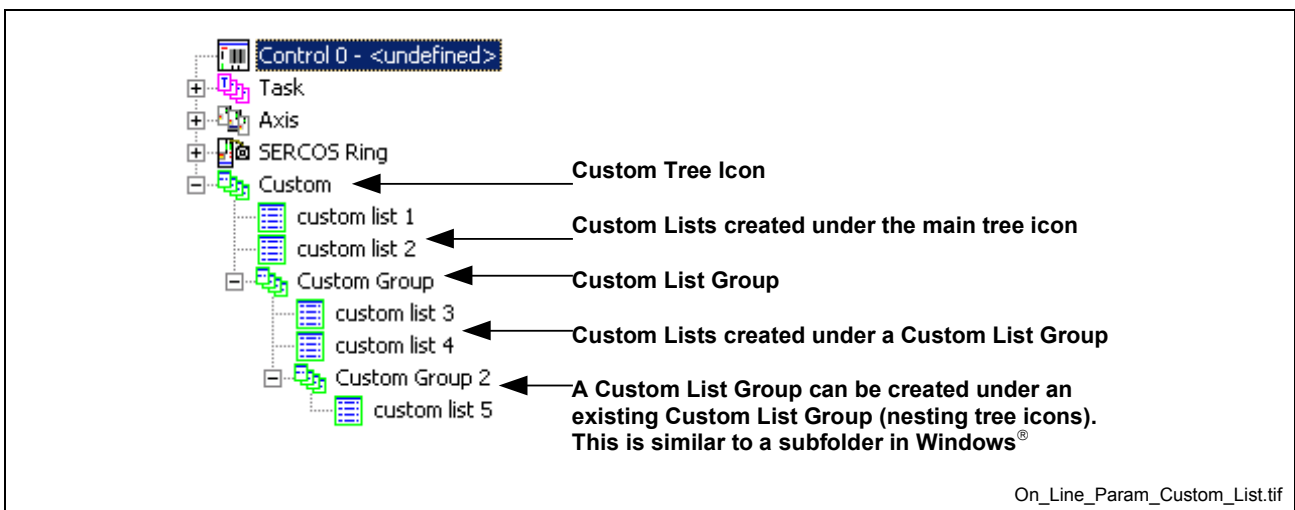 Control 0 - <undefined>
Task
Axis
SERCOS Ring
Custom
Custom Tree Icon
custom list 1
custom list 2
Custom Lists created under the main tree icon
Custom Group
Custom List Group
custom list 3
custom list 4
Custom Lists created under a Custom List Group
Custom Group 2
custom list 5
A Custom List Group can be created under an
existing Custom List Group (nesting tree icons).
This is similar to a subfolder in Windows®
On_Line_Param_Custom_List.tif